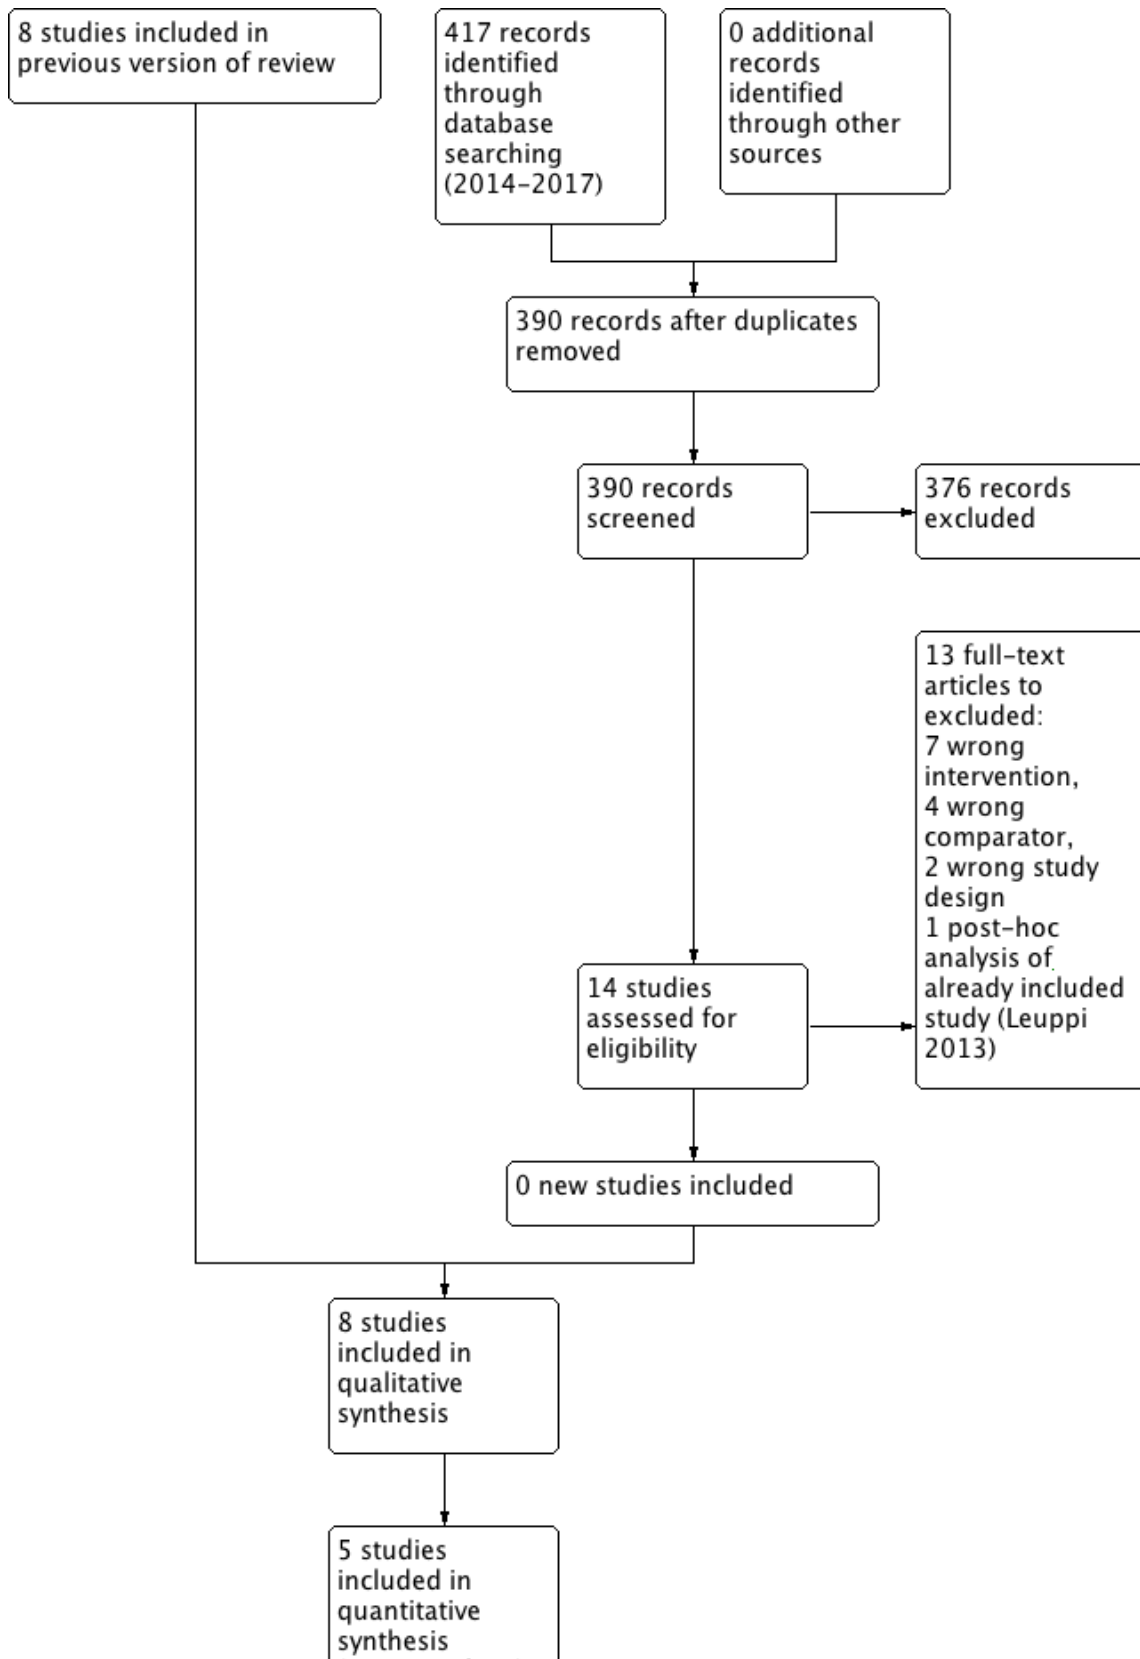 8 studies included in
previous version of review
417 records
identified
through
database
searching
(2014–2017)
0 additional
records
identified
through other
sources
390 records after duplicates
removed
390 records
screened
376 records
excluded
13 full–text
articles to
excluded:
7 wrong
intervention,
4 wrong
comparator,
2 wrong study
design
1 post–hoc
analysis of
already included
study (Leuppi
2013)
14 studies
assessed for
eligibility
0 new studies included
8 studies
included in
qualitative
synthesis
5 studies
included in
quantitative
synthesis